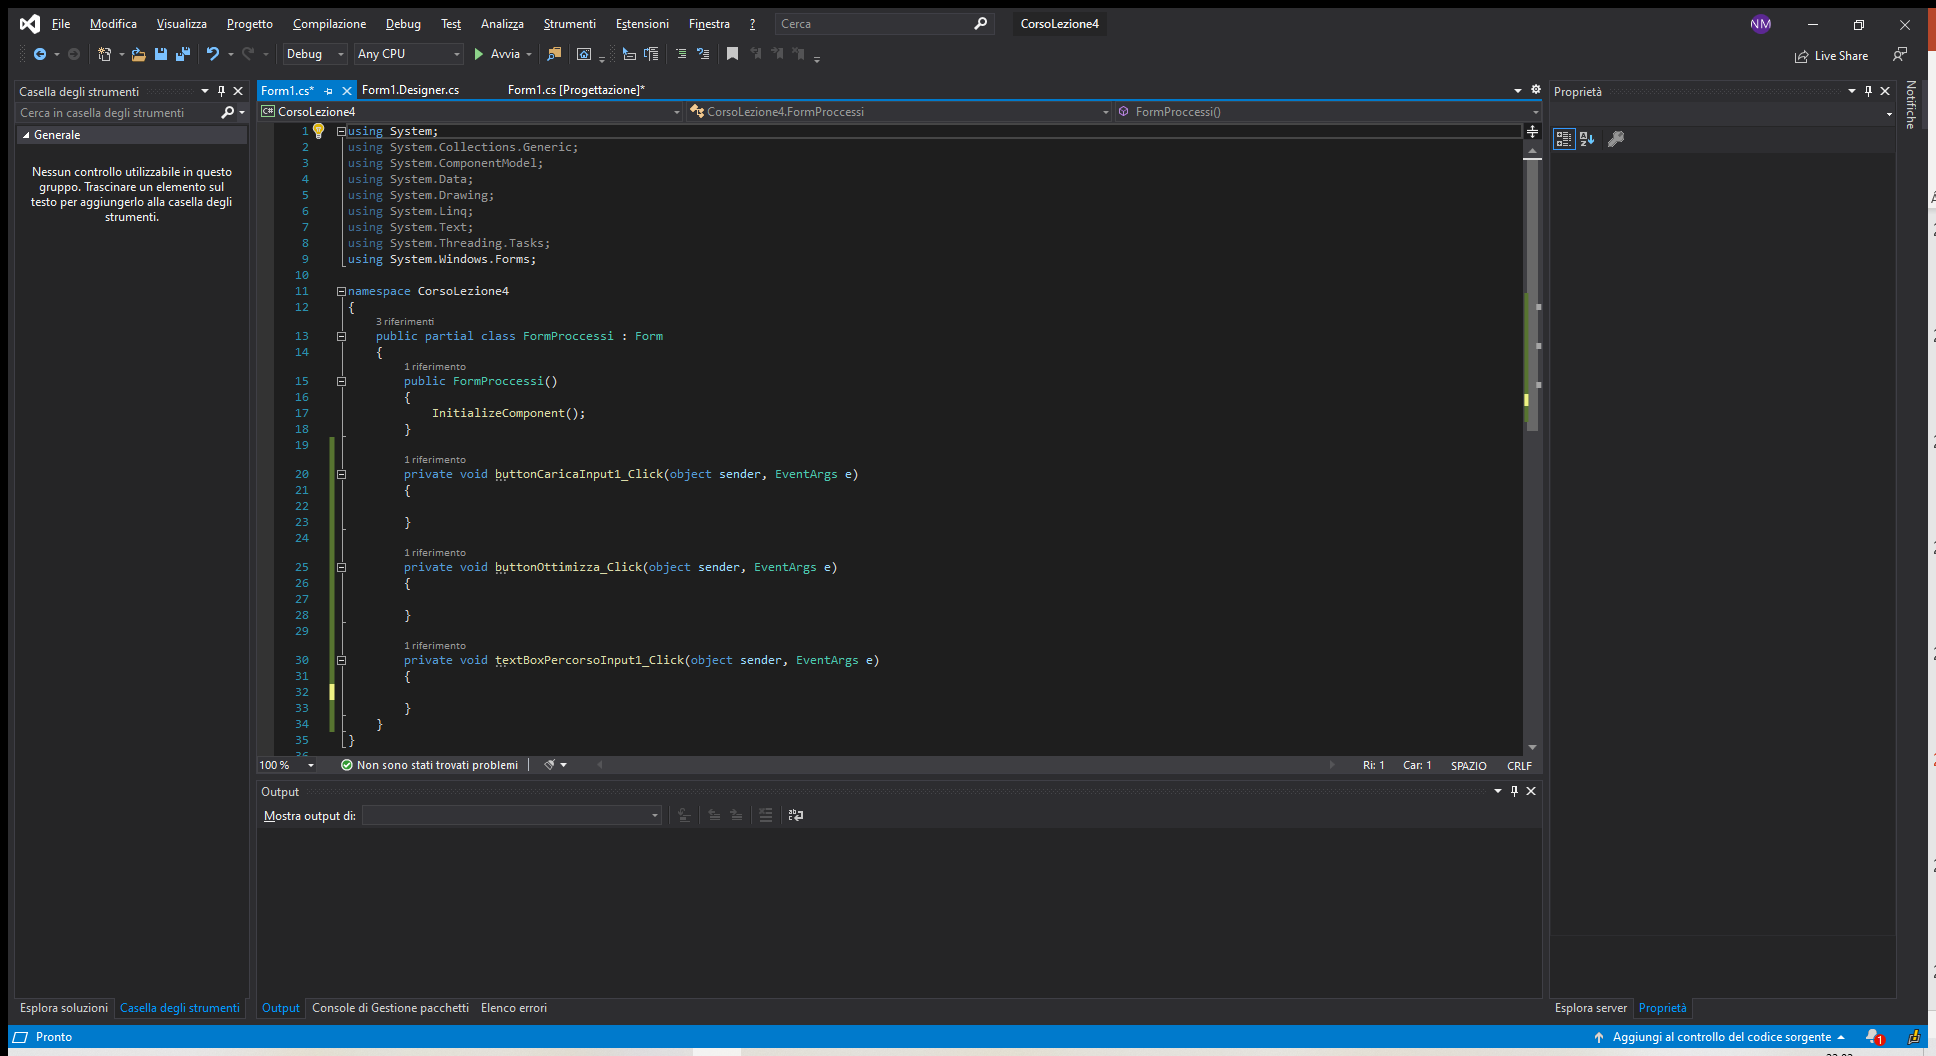 File Modifica Visualizza Progetto Compilazione Debug Test Analizza Strumenti Estensioni Finestra ? Cerca CorsoLezione4 NM
Debug Any CPU Avvia Live Share
Casella degli strumenti
Cerca in casella degli strumenti
Generale
Nessun controllo utilizzabile in questo
gruppo. Trascinare un elemento sul
testo per aggiungerlo alla casella degli
strumenti.
Esplora soluzioni Casella degli strumenti
Form1.cs* Form1.Designer.cs Form1.cs [Progettazione]*
C# CorsoLezione4 CorsoLezione4.FormProccessi FormProccessi()
1 using System;
2 using System.Collections.Generic;
3 using System.ComponentModel;
4 using System.Data;
5 using System.Drawing;
6 using System.Linq;
7 using System.Text;
8 using System.Threading.Tasks;
9 using System.Windows.Forms;
10
11 namespace CorsoLezione4
12 {
3 riferimenti
13 public partial class FormProccessi : Form
14 {
1 riferimento
15 public FormProccessi()
16 {
17 InitializeComponent();
18 }
19
1 riferimento
20 private void buttonCaricaInput1_Click(object sender, EventArgs e)
21 {
22
23 }
24
1 riferimento
25 private void buttonOttimizza_Click(object sender, EventArgs e)
26 {
27
28 }
29
1 riferimento
30 private void textBoxPercorsoInput1_Click(object sender, EventArgs e)
31 {
32
33 }
34 }
35 }
100 % Non sono stati trovati problemi Ri: 1 Car: 1 SPAZIO CRLF
Output
Mostra output di:
Output Console di Gestione pacchetti Elenco errori
Proprietà
Notifiche
Esplora server Proprietà
Pronto Aggiungi al controllo del codice sorgente 1